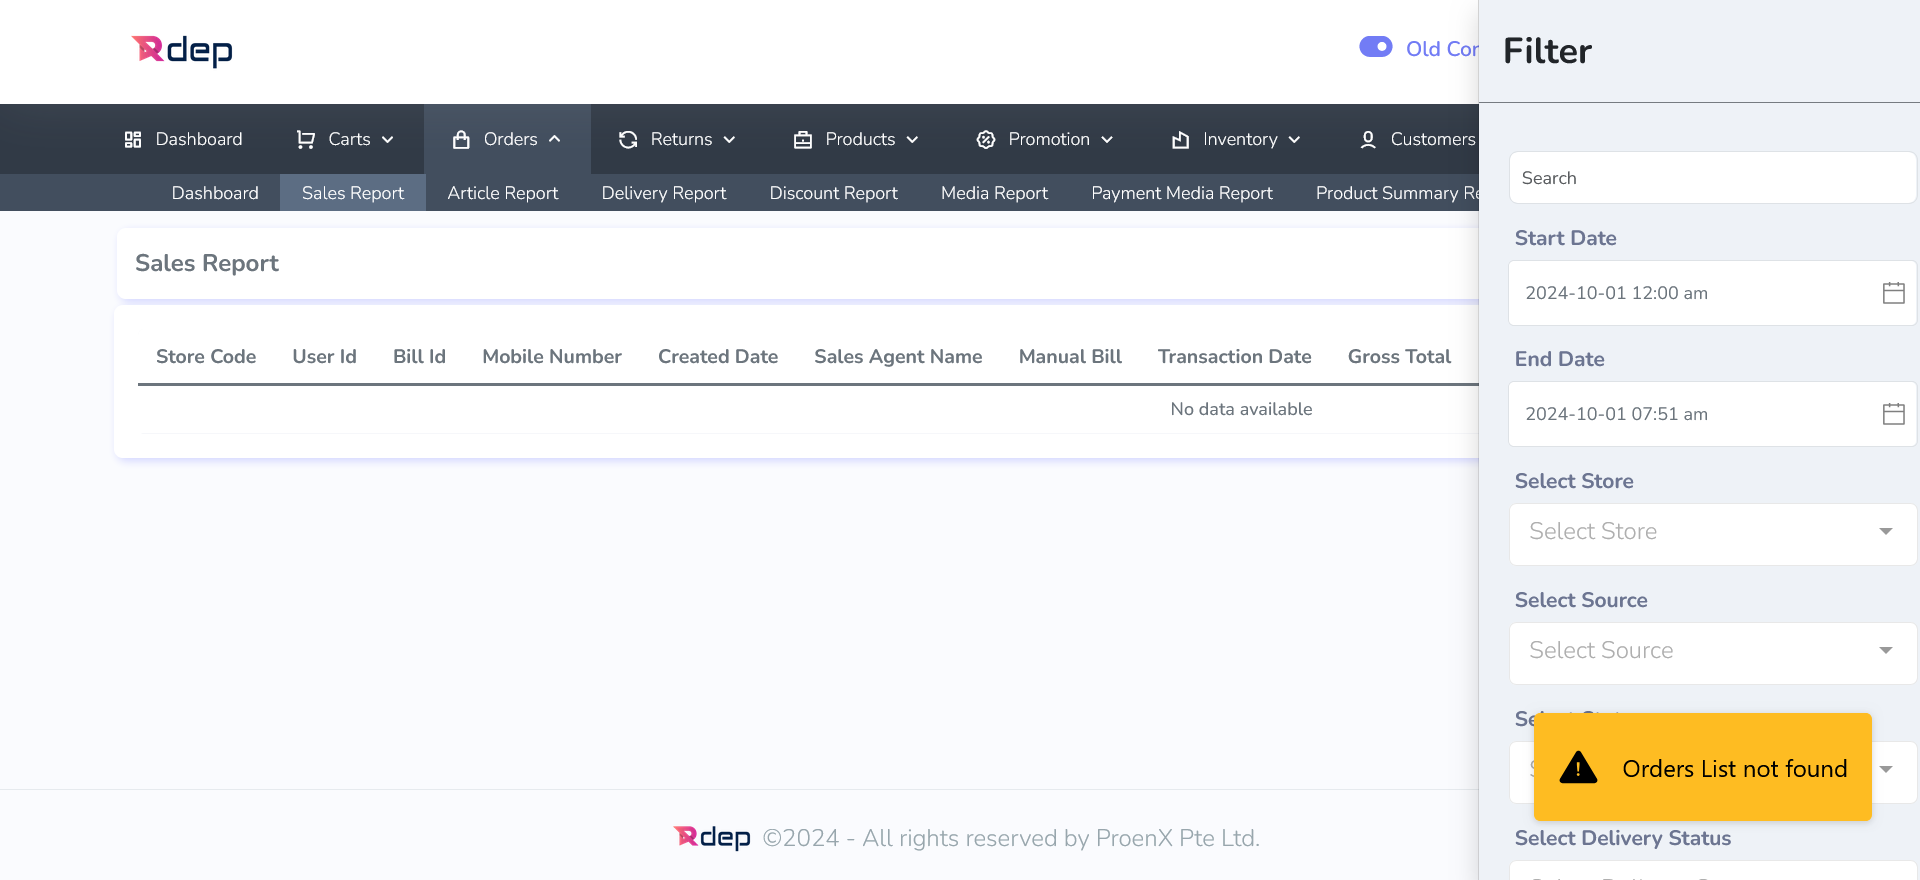 Rdep
Old Cor
Filter
Dashboard Carts Orders Returns Products Promotion Inventory Customers
Dashboard Sales Report Article Report Delivery Report Discount Report Media Report Payment Media Report Product Summary Re
Search
Start Date
2024-10-01 12:00 am
End Date
2024-10-01 07:51 am
Select Store
Select Store
Select Source
Select Source
Orders List not found
Select Delivery Status
Sales Report
Store Code User Id Bill Id Mobile Number Created Date Sales Agent Name Manual Bill Transaction Date Gross Total
No data available
Rdep ©2024 - All rights reserved by ProenX Pte Ltd.